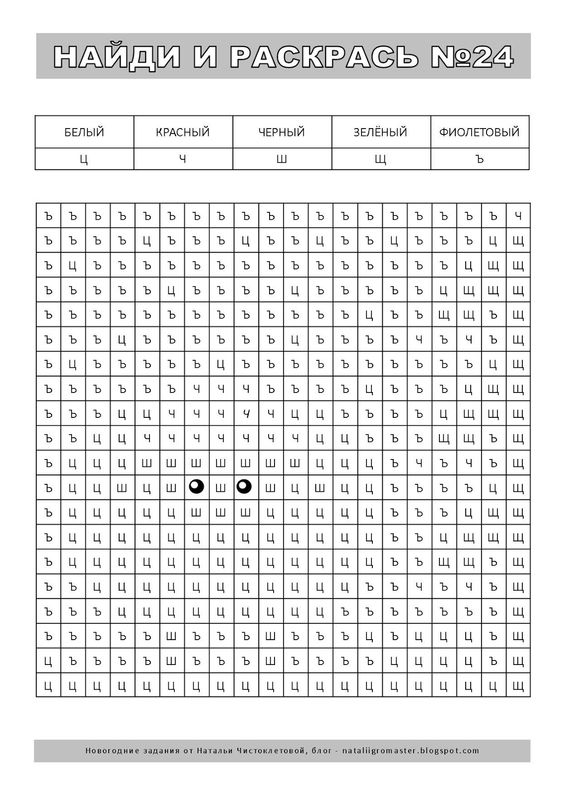 НАЙДИ И РАСКРАСЬ №24
БЕЛЫЙ КРАСНЫЙ ЧЕРНЫЙ ЗЕЛЁНЫЙ ФИОЛЕТОВЫЙ
Ц Ч Ш Щ Ъ
Ъ Ъ Ъ Ъ Ъ Ъ Ъ Ъ Ъ Ъ Ъ Ъ Ъ Ъ Ъ Ъ Ъ Ъ Ъ Ч
Ъ Ъ Ъ Ъ Ц Ъ Ъ Ъ Ц Ъ Ъ Ц Ъ Ъ Ц Ъ Ъ Ъ Ц Щ
Ъ Ц Ъ Ъ Ъ Ъ Ъ Ъ Ъ Ъ Ъ Ъ Ъ Ъ Ъ Ъ Ъ Ц Щ Щ
Ъ Ъ Ъ Ъ Ъ Ц Ъ Ъ Ъ Ъ Ц Ъ Ъ Ъ Ъ Ъ Ц Щ Щ Щ
Ъ Ъ Ъ Ъ Ъ Ъ Ъ Ъ Ъ Ъ Ъ Ъ Ъ Ц Ъ Ъ Щ Щ Ъ Щ
Ъ Ъ Ъ Ц Ъ Ъ Ъ Ъ Ъ Ъ Ц Ъ Ъ Ъ Ъ Ч Ъ Ч Ъ Щ
Ъ Ц Ъ Ъ Ъ Ъ Ъ Ц Ъ Ъ Ъ Ъ Ъ Ъ Ъ Ъ Ъ Ъ Ц Щ
Ъ Ъ Ъ Ъ Ъ Ъ Ч Ч Ч Ъ Ъ Ъ Ъ Ц Ъ Ъ Ъ Ц Щ Щ
Ъ Ъ Ъ Ц Ц Ч Ч Ч Ч Ч Ц Ц Ъ Ъ Ъ Ъ Ц Щ Щ Щ
Ъ Ъ Ц Ц Ч Ч Ч Ч Ч Ч Ч Ц Ц Ъ Ъ Ъ Щ Щ Ъ Щ
Ъ Ц Ц Ц Ш Ш Ш Ш Ш Ш Ш Ц Ц Ц Ъ Ч Ъ Ч Ъ Щ
Ъ Ц Ц Ш Ц Ш Ш Ш Ц Ш Ц Ц Ъ Ъ Ъ Ъ Ц Щ
Ъ Ц Ц Ц Ц Ц Ш Ш Ш Ц Ц Ц Ц Ц Ъ Ъ Ъ Ц Щ Щ
Ъ Ц Ц Ц Ц Ц Ц Ц Ц Ц Ц Ц Ц Ц Ъ Ъ Ц Щ Щ Щ
Ъ Ц Ц Ц Ц Ц Ц Ц Ц Ц Ц Ц Ц Ц Ъ Ъ Щ Щ Ъ Щ
Ъ Ъ Ц Ц Ц Ц Ц Ц Ц Ц Ц Ц Ц Ъ Ъ Ч Ъ Ч Ъ Щ
Ъ Ъ Ъ Ц Ц Ц Ц Ц Ц Ц Ц Ц Ъ Ъ Ъ Ъ Ъ Ъ Ъ Щ
Ъ Ъ Ъ Ъ Ъ Ш Ъ Ъ Ъ Ш Ъ Ъ Ъ Ц Ъ Ц Ц Ц Ъ Щ
Ц Ъ Ъ Ъ Ъ Ш Ъ Ъ Ъ Ш Ъ Ъ Ъ Ъ Ц Ц Ц Ц Ъ Щ
Ц Ц Ц Ц Ц Ц Ц Ц Ц Ц Ц Ц Ц Ц Ц Ц Ц Ц Ц Щ
Новогодние задания от Натальи Чистоклетовой, блог - nataliigromaster.blogspot.com